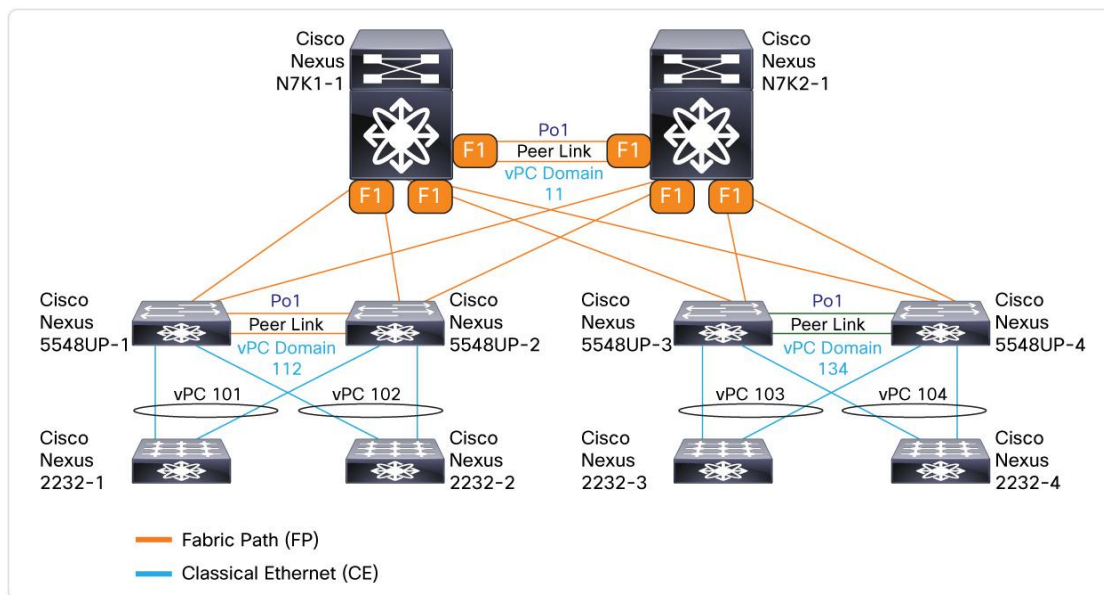 Cisco
Nexus
N7K1-1
Cisco
Nexus
N7K2-1
Po1
F1
Peer Link
F1
vPC Domain
11
F1
F1
F1
F1
Cisco
Nexus
5548UP-1
Po1
Peer Link
vPC Domain
112
Cisco
Nexus
5548UP-2
Cisco
Nexus
5548UP-3
Po1
Peer Link
vPC Domain
134
Cisco
Nexus
5548UP-4
vPC 101
vPC 102
vPC 103
vPC 104
Cisco
Nexus
2232-1
Cisco
Nexus
2232-2
Cisco
Nexus
2232-3
Cisco
Nexus
2232-4
Fabric Path (FP)
Classical Ethernet (CE)